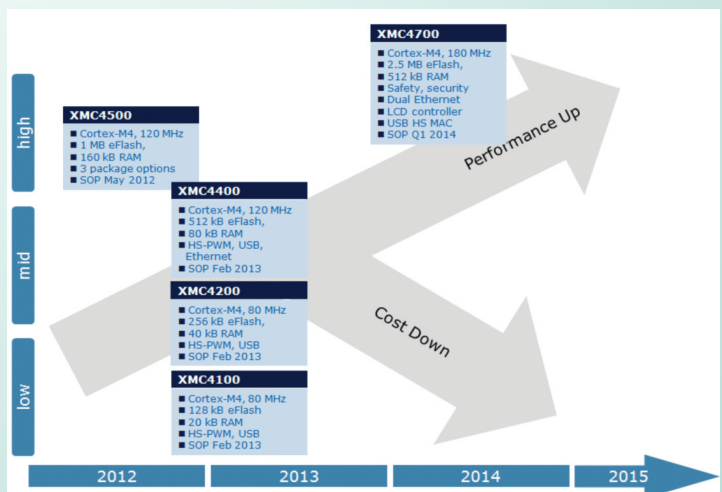 XMC4700
■ Cortex-M4, 180 MHz
■ 2.5 MB eFlash,
■ 512 kB RAM
■ Safety, security
■ Dual Ethernet
■ LCD controller
■ USB HS MAC
■ SOP Q1 2014
high
XMC4500
■ Cortex-M4, 120 MHz
■ 1 MB eFlash,
■ 160 kB RAM
■ 3 package options
■ SOP May 2012
Performance Up
XMC4400
■ Cortex-M4, 120 MHz
■ 512 kB eFlash,
■ 80 kB RAM
■ HS-PWM, USB,
Ethernet
■ SOP Feb 2013
mid
XMC4200
■ Cortex-M4, 80 MHz
■ 256 kB eFlash,
■ 40 kB RAM
■ HS-PWM, USB
■ SOP Feb 2013
Cost Down
low
XMC4100
■ Cortex-M4, 80 MHz
■ 128 kB eFlash
■ 20 kB RAM
■ HS-PWM, USB
■ SOP Feb 2013
2012
2013
2014
2015